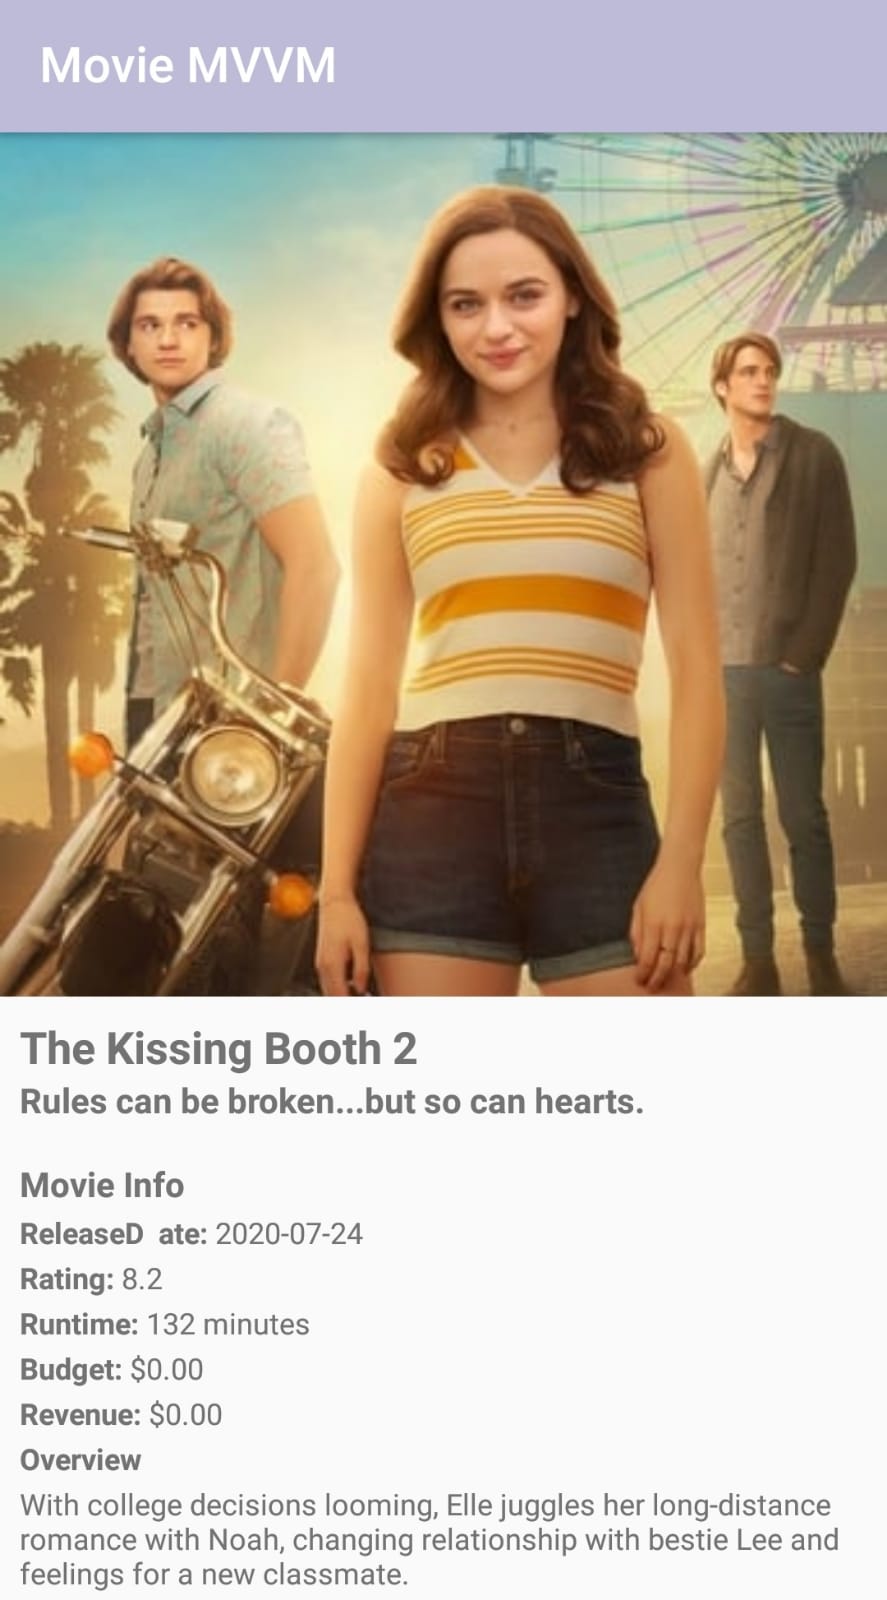 Movie MVVM
The Kissing Booth 2
Rules can be broken...but so can hearts.
Movie Info
ReleaseD  ate: 2020-07-24
Rating: 8.2
Runtime: 132 minutes
Budget: $0.00
Revenue: $0.00
Overview
With college decisions looming, Elle juggles her long-distance
romance with Noah, changing relationship with bestie Lee and
feelings for a new classmate.